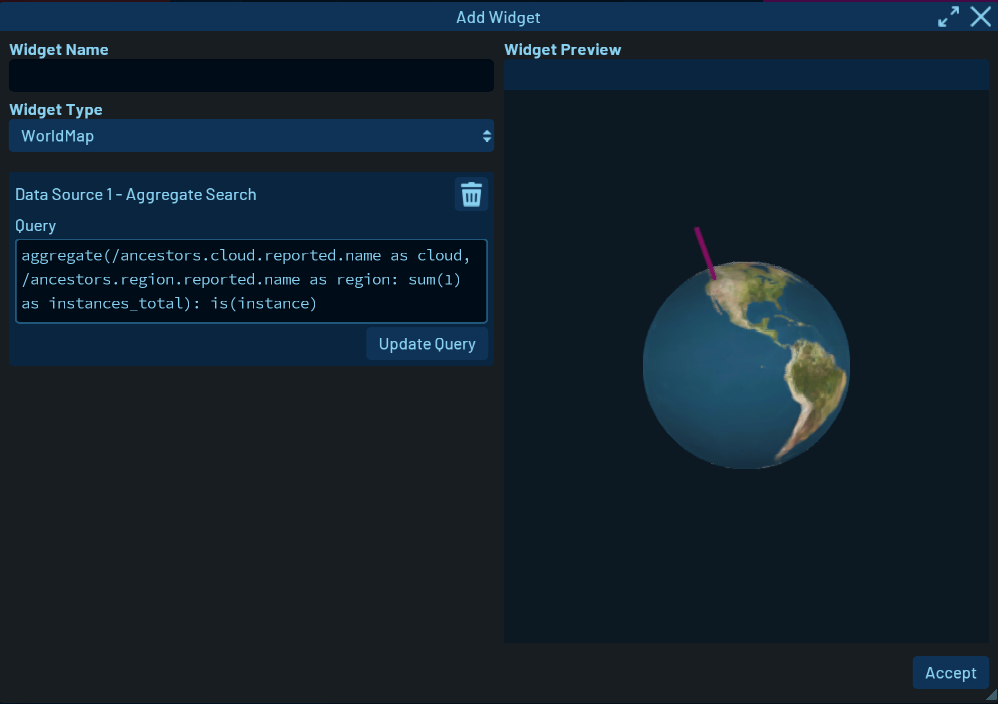 Add Widget
Widget Name
Widget Type
WorldMap
Data Source 1 - Aggregate Search
Query
aggregate(/ancestors.cloud.reported.name as cloud,
/ancestors.region.reported.name as region: sum(1)
as instances_total): is(instance)
Update Query
Widget Preview
Accept